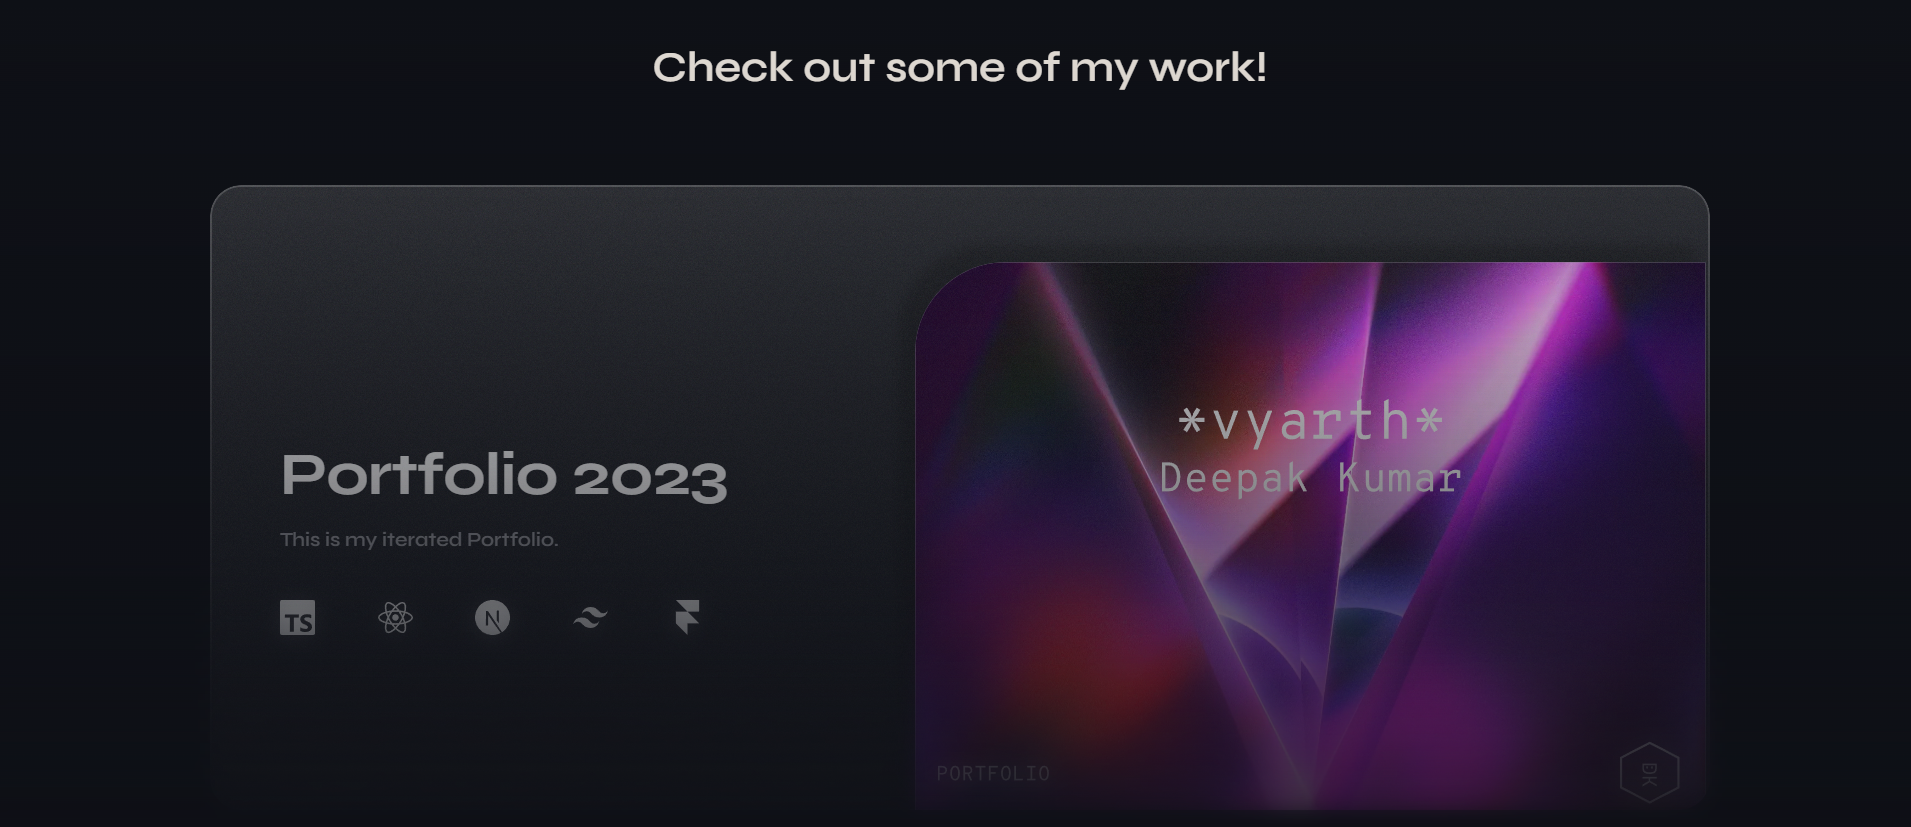 Check out some of my work!
Portfolio 2023
This is my iterated Portfolio.
TS
N
*vyarth*
Deepak Kumar
PORTFOLIO
DK